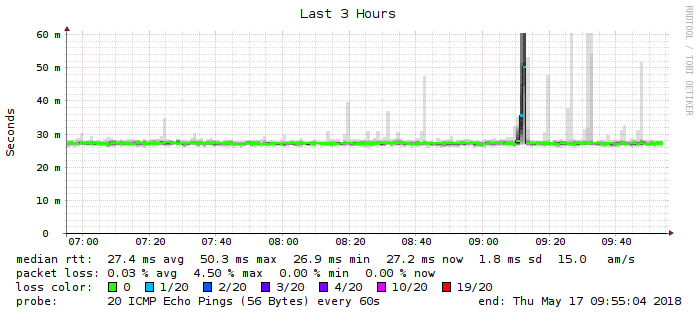 Last 3 Hours
RRDTOOL / TOBI OETIKER
Seconds
60 m
50 m
40 m
30 m
20 m
10 m
0
07:00 07:20 07:40 08:00 08:20 08:40 09:00 09:20 09:40
median rtt: 27.4 ms avg 50.3 ms max 26.9 ms min 27.2 ms now 1.8 ms sd 15.0 am/s
packet loss: 0.03 % avg 4.50 % max 0.00 % min 0.00 % now
loss color: 0 1/20 2/20 3/20 4/20 10/20 19/20
probe: 20 ICMP Echo Pings (56 Bytes) every 60s end: Thu May 17 09:55:04 2018